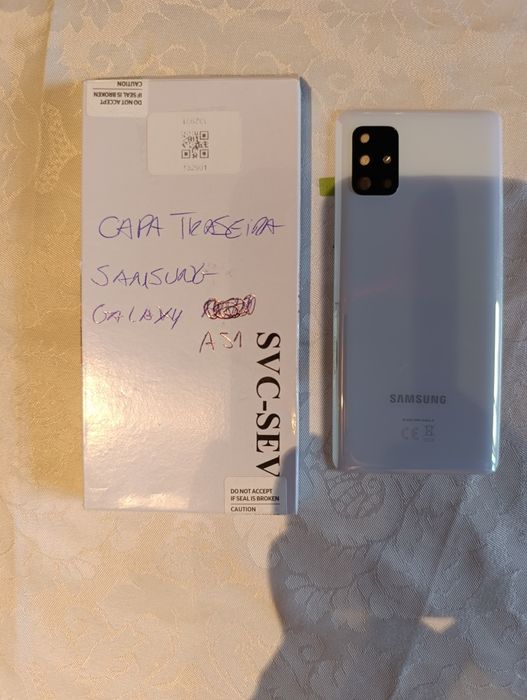 DO NOT ACCEPT
IF SEAL IS BROKEN
CAUTION
CAPA TRASEIRA
SAMSUNG
GALAXY
A51
SVC-SEV
DO NOT ACCEPT
IF SEAL IS BROKEN
CAUTION
SAMSUNG
CE